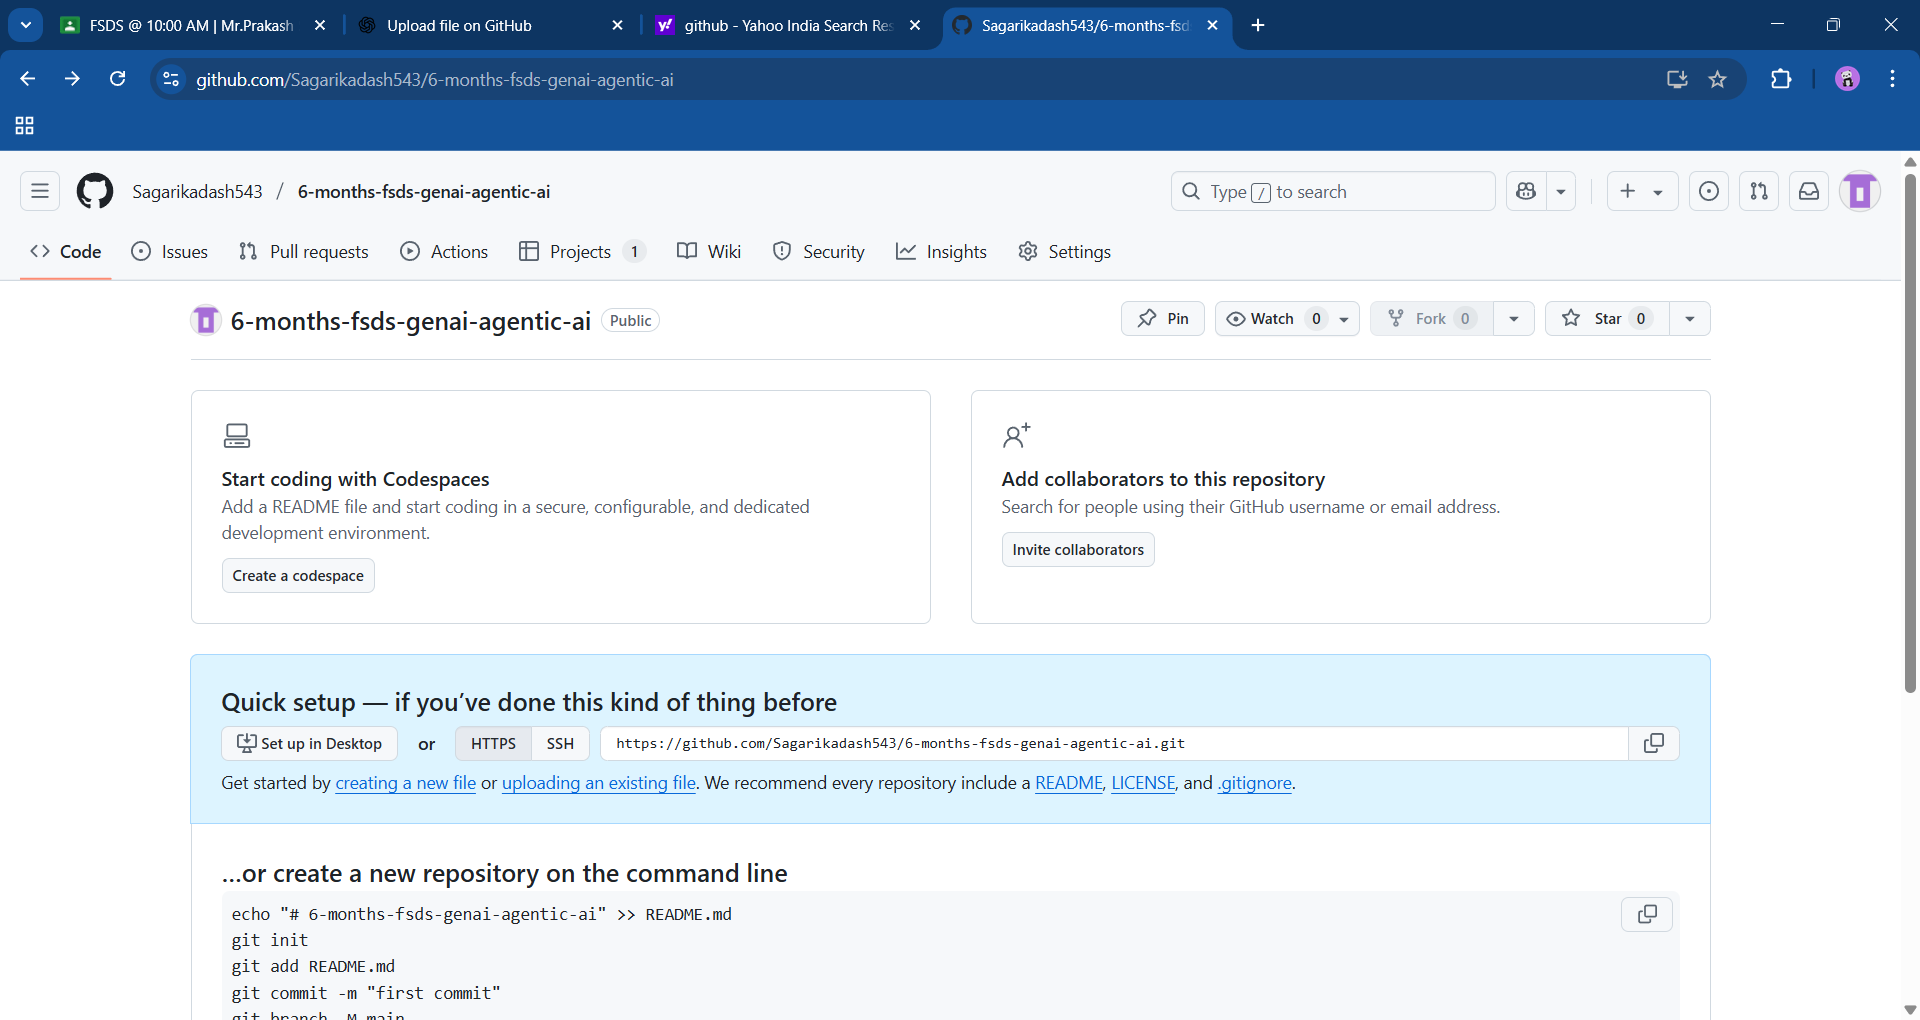 FSDS @ 10:00 AM | Mr.Prakash
Upload file on GitHub
github - Yahoo India Search Res
Sagarikadash543/6-months-fsd
github.com/Sagarikadash543/6-months-fsds-genai-agentic-ai
Sagarikadash543 / 6-months-fsds-genai-agentic-ai
Type / to search
Code
Issues
Pull requests
Actions
Projects 1
Wiki
Security
Insights
Settings
6-months-fsds-genai-agentic-ai Public
Pin
Watch 0
Fork 0
Star 0
Start coding with Codespaces
Add a README file and start coding in a secure, configurable, and dedicated
development environment.
Create a codespace
Add collaborators to this repository
Search for people using their GitHub username or email address.
Invite collaborators
Quick setup — if you’ve done this kind of thing before
Set up in Desktop or HTTPS SSH https://github.com/Sagarikadash543/6-months-fsds-genai-agentic-ai.git
Get started by creating a new file or uploading an existing file. We recommend every repository include a README, LICENSE, and .gitignore.
…or create a new repository on the command line
echo "# 6-months-fsds-genai-agentic-ai" >> README.md
git init
git add README.md
git commit -m "first commit"
git branch -M main